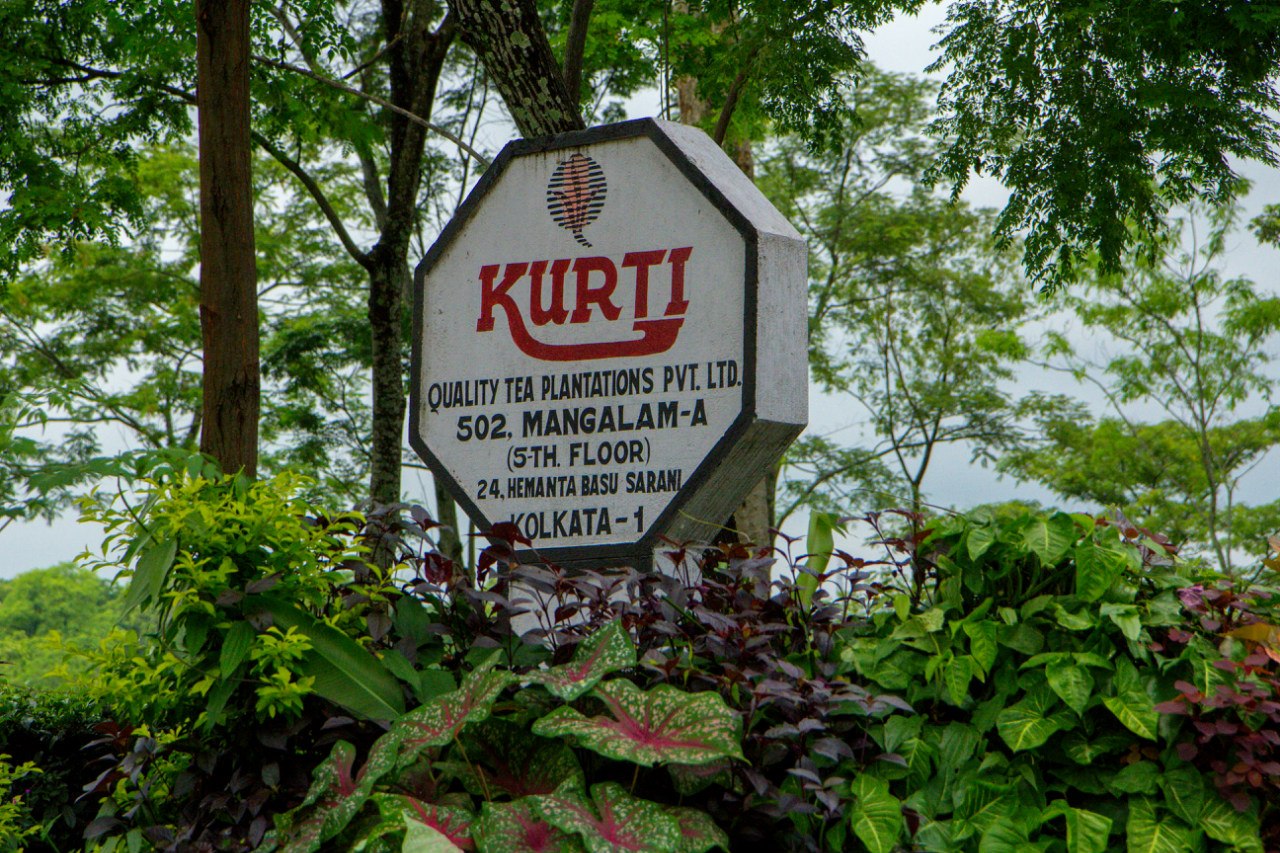 KURTI
QUALITY TEA PLANTATIONS PVT. LTD.
502, MANGALAM-A
(5-TH. FLOOR)
24, HEMANTA BASU SARANI
KOLKATA-1